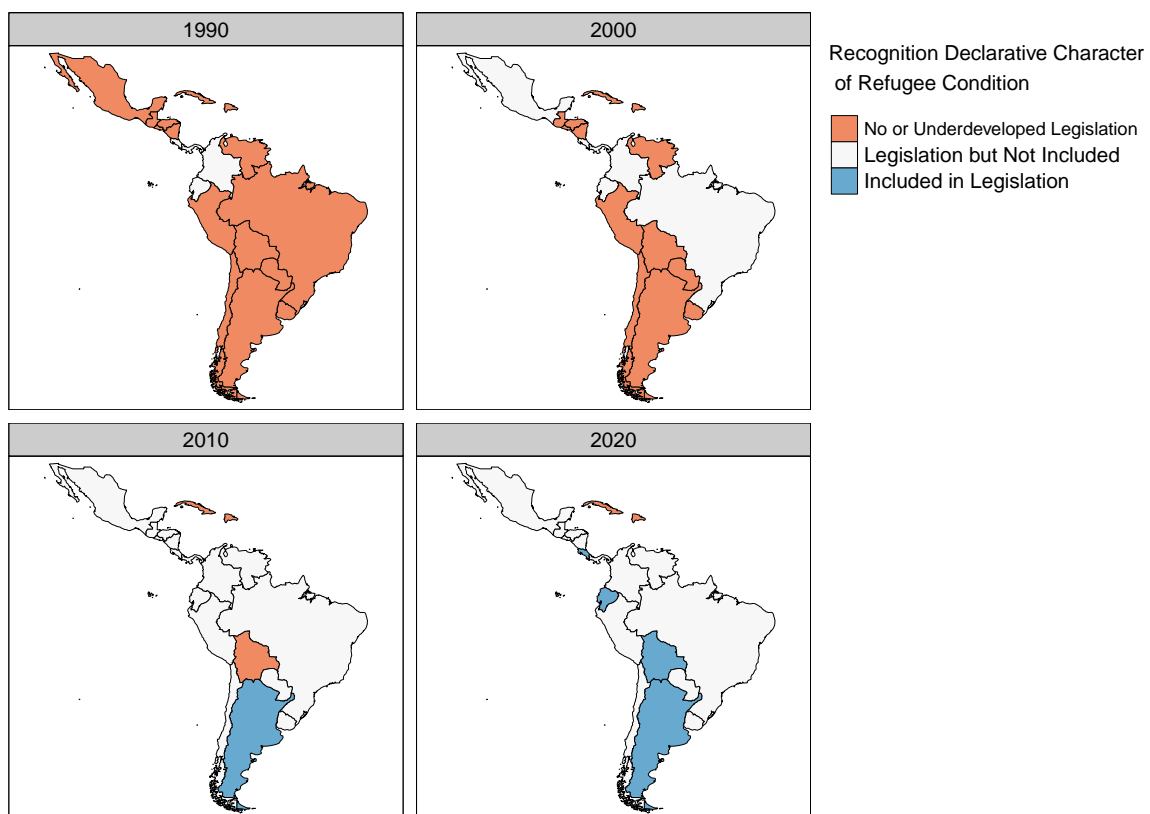 1990
2000
Recognition Declarative Character
of Refugee Condition
No or Underdeveloped Legislation
Legislation but Not Included
Included in Legislation
2010
2020